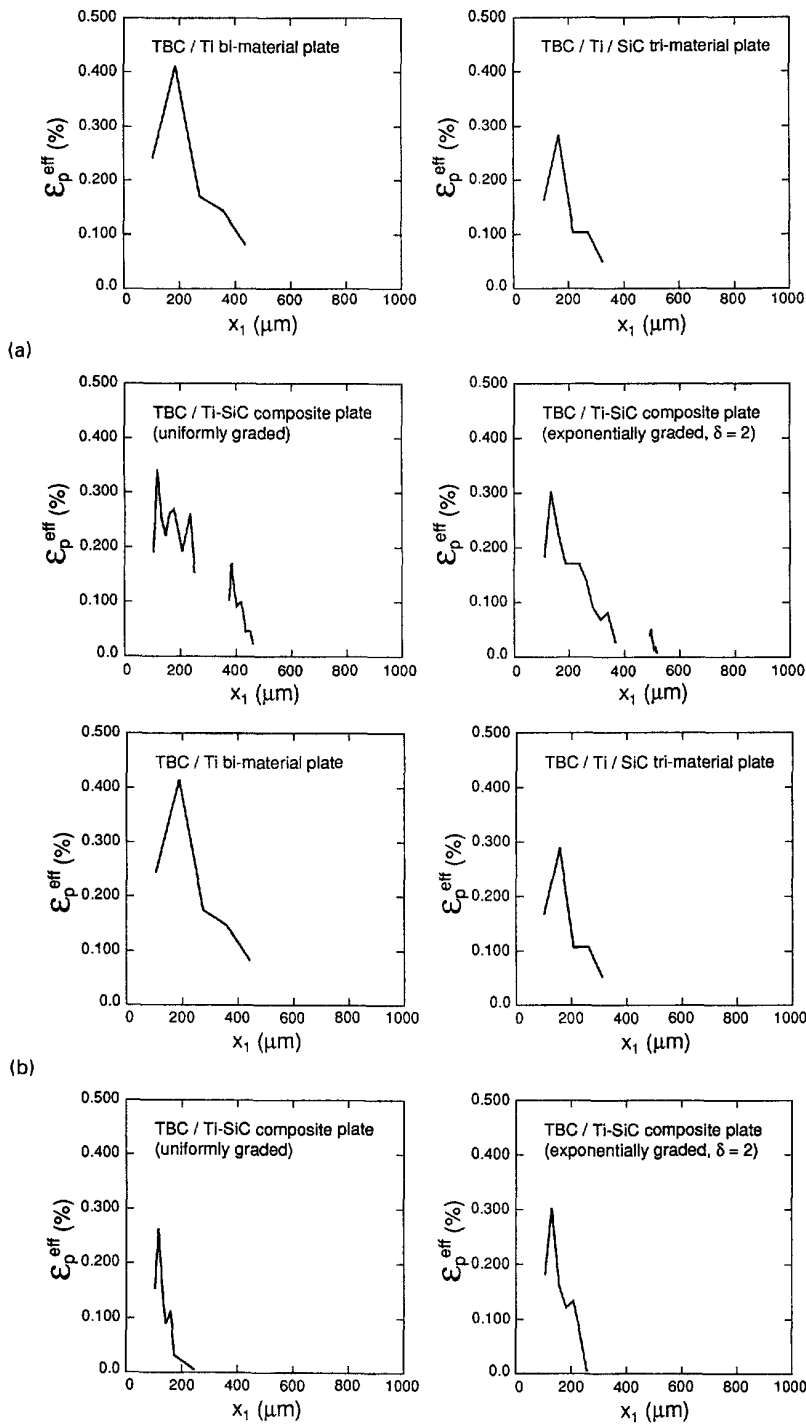 TBC / Ti bi-material plate
0.500
0.400
0.300
0.200
0.100
0.0
ε_p^eff (%)
0 200 400 600 800 1000
x₁ (μm)
TBC / Ti / SiC tri-material plate
0.500
0.400
0.300
0.200
0.100
0.0
ε_p^eff (%)
0 200 400 600 800 1000
x₁ (μm)
(a)
TBC / Ti-SiC composite plate
(uniformly graded)
0.500
0.400
0.300
0.200
0.100
0.0
ε_p^eff (%)
0 200 400 600 800 1000
x₁ (μm)
TBC / Ti-SiC composite plate
(exponentially graded, δ = 2)
0.500
0.400
0.300
0.200
0.100
0.0
ε_p^eff (%)
0 200 400 600 800 1000
x₁ (μm)
TBC / Ti bi-material plate
0.500
0.400
0.300
0.200
0.100
0.0
ε_p^eff (%)
0 200 400 600 800 1000
x₁ (μm)
TBC / Ti / SiC tri-material plate
0.500
0.400
0.300
0.200
0.100
0.0
ε_p^eff (%)
0 200 400 600 800 1000
x₁ (μm)
(b)
TBC / Ti-SiC composite plate
(uniformly graded)
0.500
0.400
0.300
0.200
0.100
0.0
ε_p^eff (%)
0 200 400 600 800 1000
x₁ (μm)
TBC / Ti-SiC composite plate
(exponentially graded, δ = 2)
0.500
0.400
0.300
0.200
0.100
0.0
ε_p^eff (%)
0 200 400 600 800 1000
x₁ (μm)